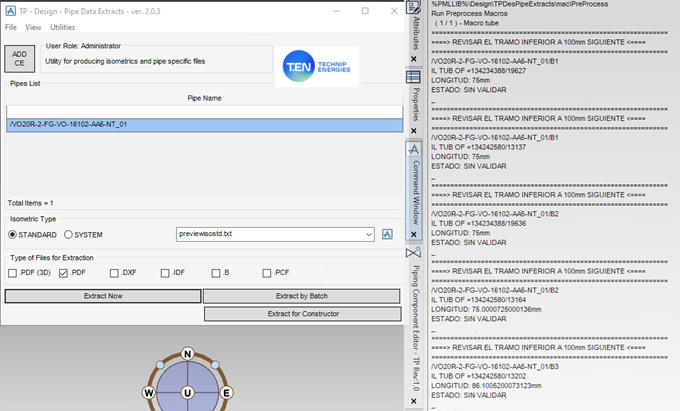 TP - Design - Pipe Data Extracts - ver. 2.0.3
File View Utilities
ADD CE
User Role: Administrator
Utility for producing isometrics and pipe specific files
T.EN TECHNIP ENERGIES
Pipes List
Pipe Name
/VO20R-2-FG-VO-16102-AA5-NT_01
Total Items = 1
Isometric Type
STANDARD SYSTEM previewisostd.txt
Type of Files for Extraction
.PDF (3D) .PDF .DXF .IDF .B .PCF
Extract Now Extract by Batch
Extract for Constructor
N
W U E
Attributes
Properties
Command Window
Piping Component Editor - TP Rev:1.0
%PMLLIB%\Design\TPDesPipeExtracts\mac\PreProcess
Run Preprocess Macros
( 1 / 1 ) - Macro tube
====> REVISAR EL TRAMO INFERIOR A 100mm SIGUIENTE <====
/VO20R-2-FG-VO-16102-AA5-NT_01/B1
IL TUB OF =134234388/19627
LONGITUD: 75mm
ESTADO: SIN VALIDAR
_
====> REVISAR EL TRAMO INFERIOR A 100mm SIGUIENTE <====
/VO20R-2-FG-VO-16102-AA5-NT_01/B1
IL TUB OF =134242580/13137
LONGITUD: 75mm
ESTADO: SIN VALIDAR
_
====> REVISAR EL TRAMO INFERIOR A 100mm SIGUIENTE <====
/VO20R-2-FG-VO-16102-AA5-NT_01/B2
IL TUB OF =134234388/19636
LONGITUD: 75mm
ESTADO: SIN VALIDAR
_
====> REVISAR EL TRAMO INFERIOR A 100mm SIGUIENTE <====
/VO20R-2-FG-VO-16102-AA5-NT_01/B2
IL TUB OF =134242580/13164
LONGITUD: 75.0000725000136mm
ESTADO: SIN VALIDAR
_
====> REVISAR EL TRAMO INFERIOR A 100mm SIGUIENTE <====
/VO20R-2-FG-VO-16102-AA5-NT_01/B3
IL TUB OF =134242580/13202
LONGITUD: 86.1005200073123mm
ESTADO: SIN VALIDAR
_